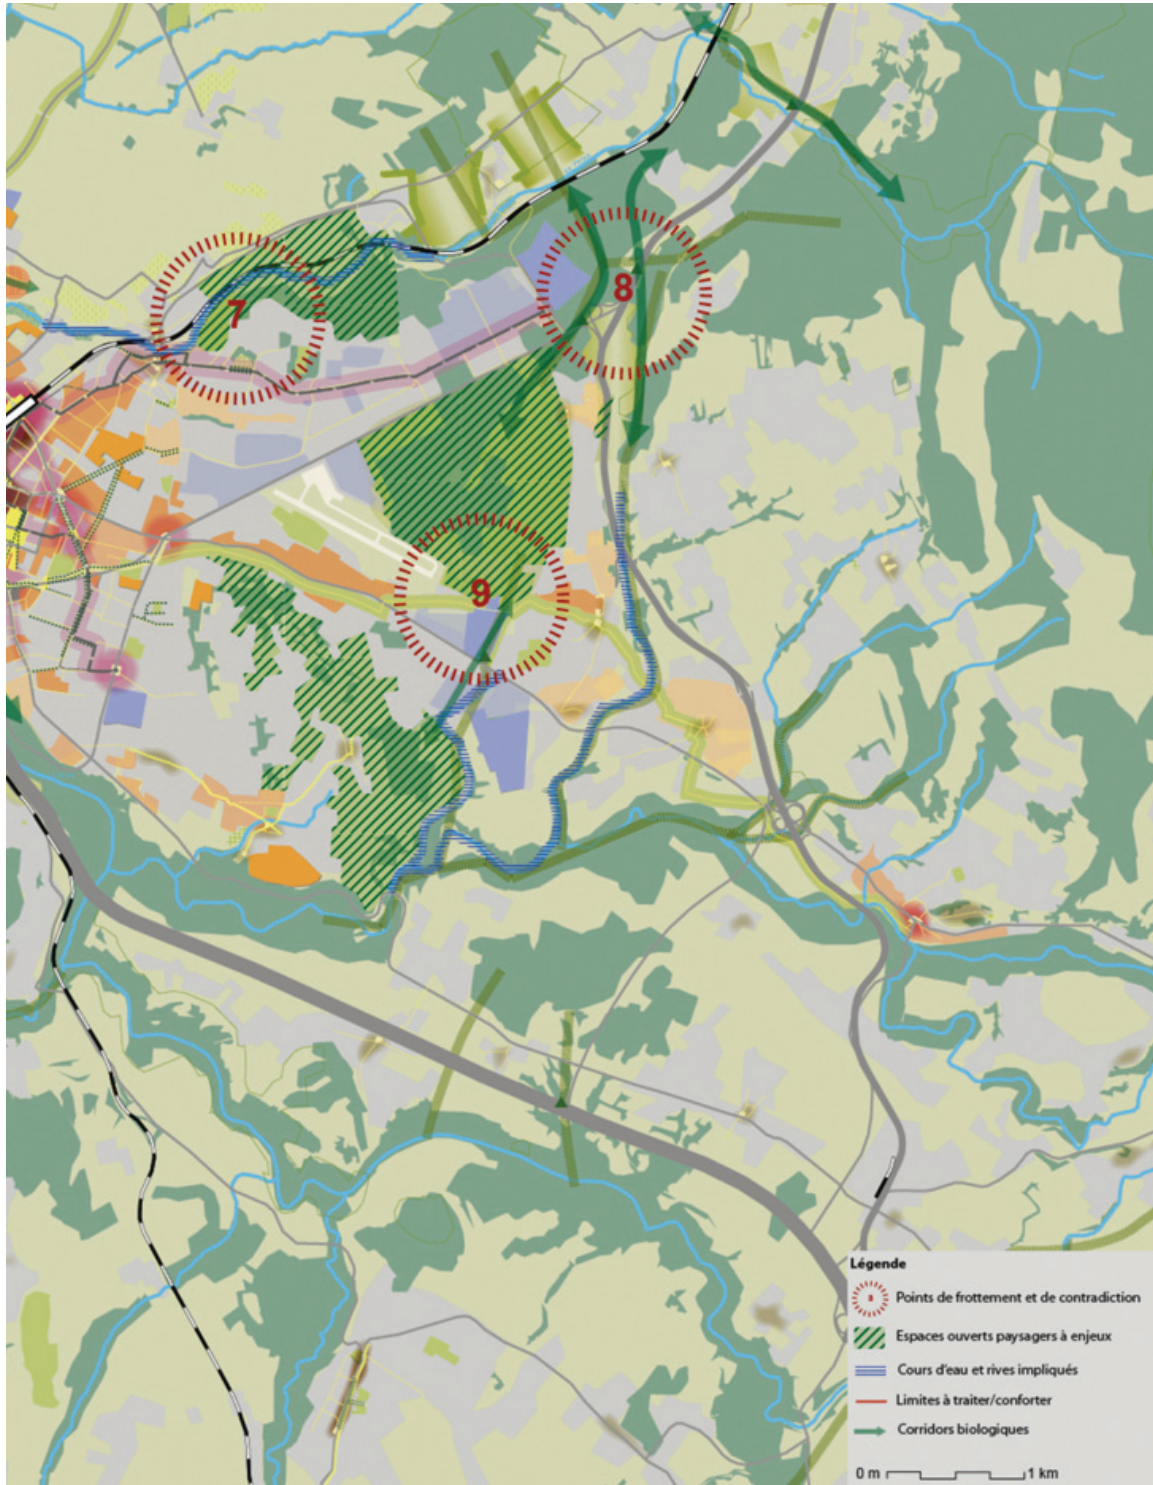 8
7
9
Légende
8
Points de frottement et de contradiction
Espaces ouverts paysagers à enjeux
Cours d'eau et rives impliqués
Limites à traiter/conforter
Corridors biologiques
0 m 1 km